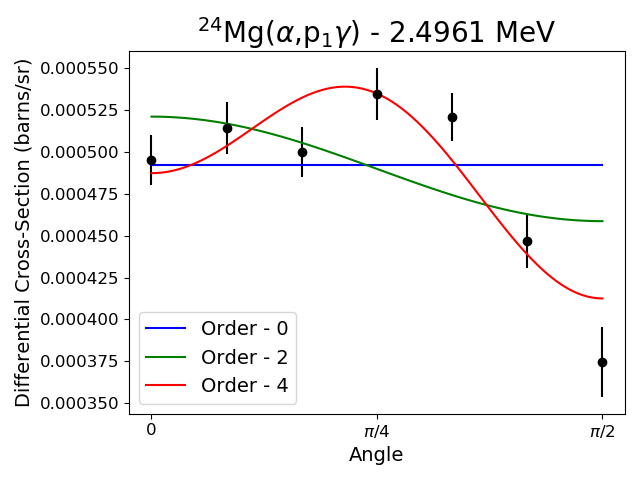 ²⁴Mg(α,p₁γ) - 2.4961 MeV
Differential Cross-Section (barns/sr)
0.000550
0.000525
0.000500
0.000475
0.000450
0.000425
0.000400
0.000375
0.000350
Order - 0
Order - 2
Order - 4
0 π/4 π/2
Angle